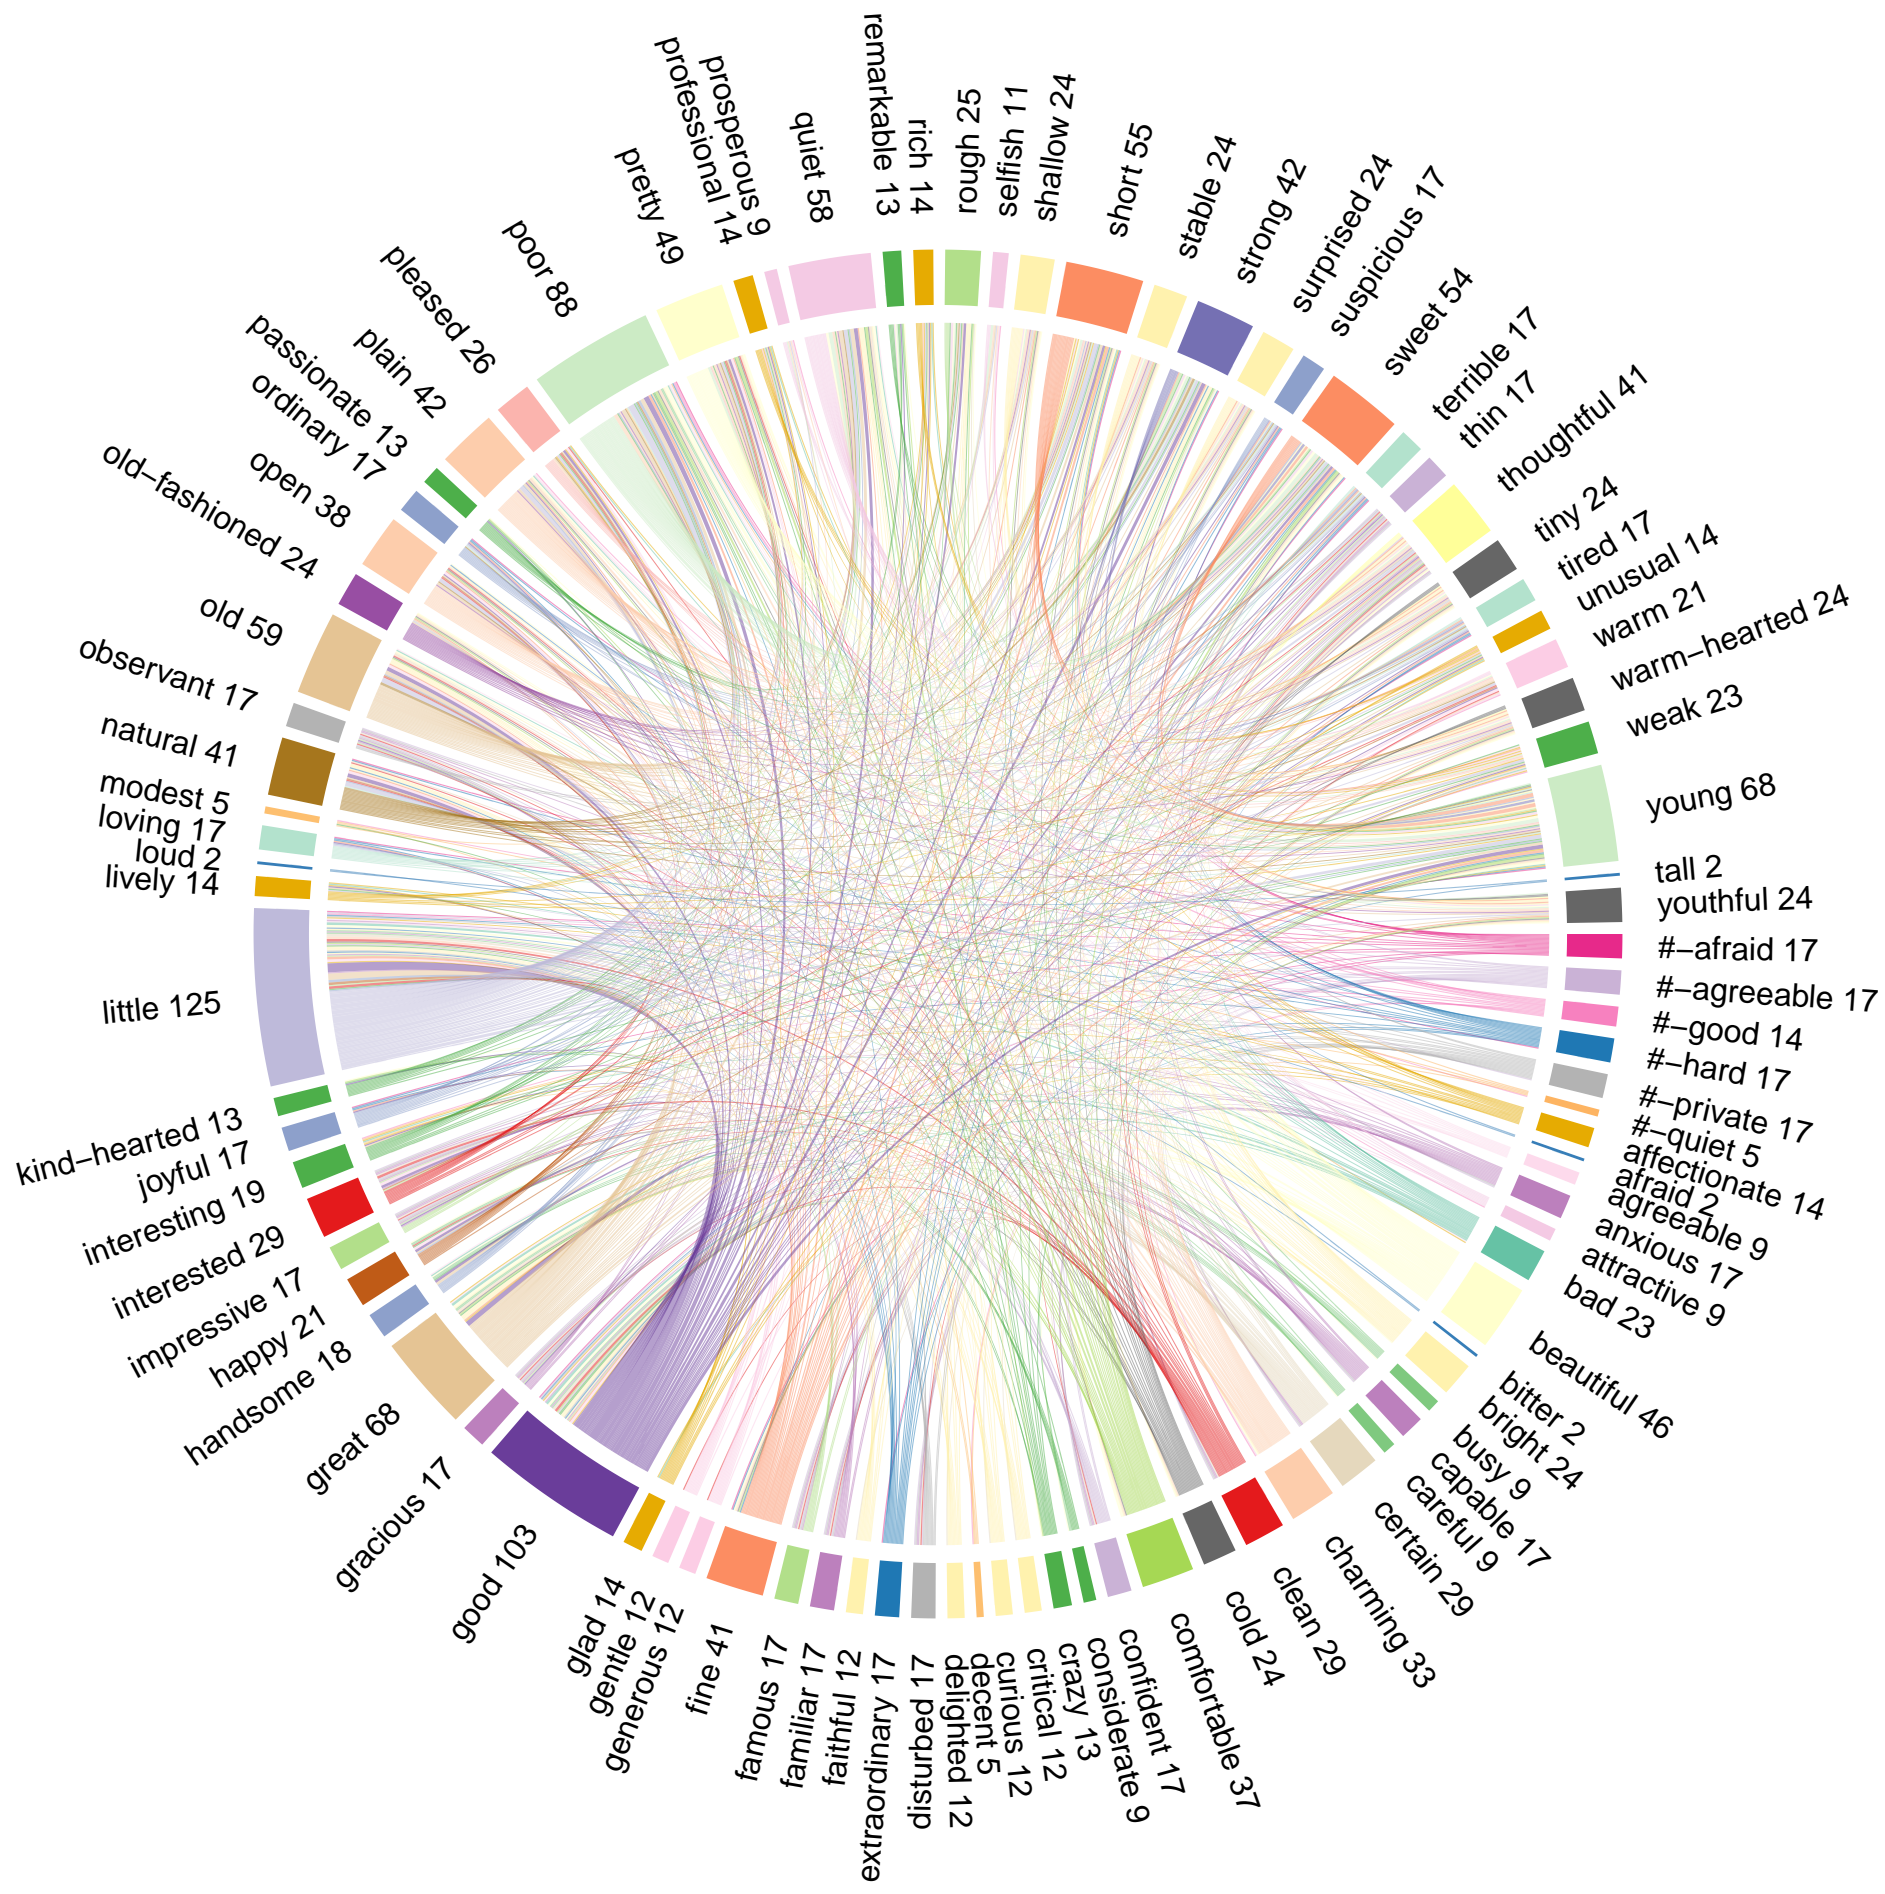 #–afraid 17
#–agreeable 17
#–good 14
#–hard 17
#–private 17
#–quiet 5
affectionate 14
afraid 2
agreeable 9
anxious 17
attractive 9
bad 23
beautiful 46
bitter 2
bright 24
busy 9
capable 17
careful 9
certain 29
charming 33
clean 29
cold 24
comfortable 37
confident 17
considerate 9
crazy 13
critical 12
curious 12
decent 5
delighted 12
disturbed 17
extraordinary 17
faithful 12
familiar 17
famous 17
fine 41
generous 12
gentle 12
glad 14
good 103
gracious 17
great 68
handsome 18
happy 21
impressive 17
interested 29
interesting 19
joyful 17
kind–hearted 13
little 125
lively 14
loud 2
loving 17
modest 5
natural 41
observant 17
old 59
old–fashioned 24
open 38
ordinary 17
passionate 13
plain 42
pleased 26
poor 88
pretty 49
professional 14
prosperous 9
quiet 58
remarkable 13
rich 14
rough 25
selfish 11
shallow 24
short 55
stable 24
strong 42
surprised 24
suspicious 17
sweet 54
terrible 17
thin 17
thoughtful 41
tiny 24
tired 17
unusual 14
warm 21
warm–hearted 24
weak 23
young 68
tall 2
youthful 24